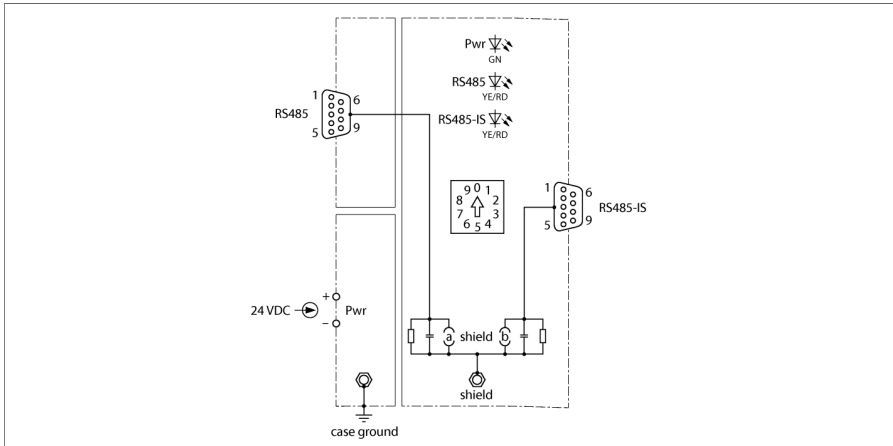 Pwr
GN
RS485
YE/RD
RS485-IS
YE/RD
1
6
RS485
5
9
9 0 1
8 2
7 3
6 5 4
1
6
RS485-IS
5
9
+
24 VDC
Pwr
–
a shield b
shield
case ground